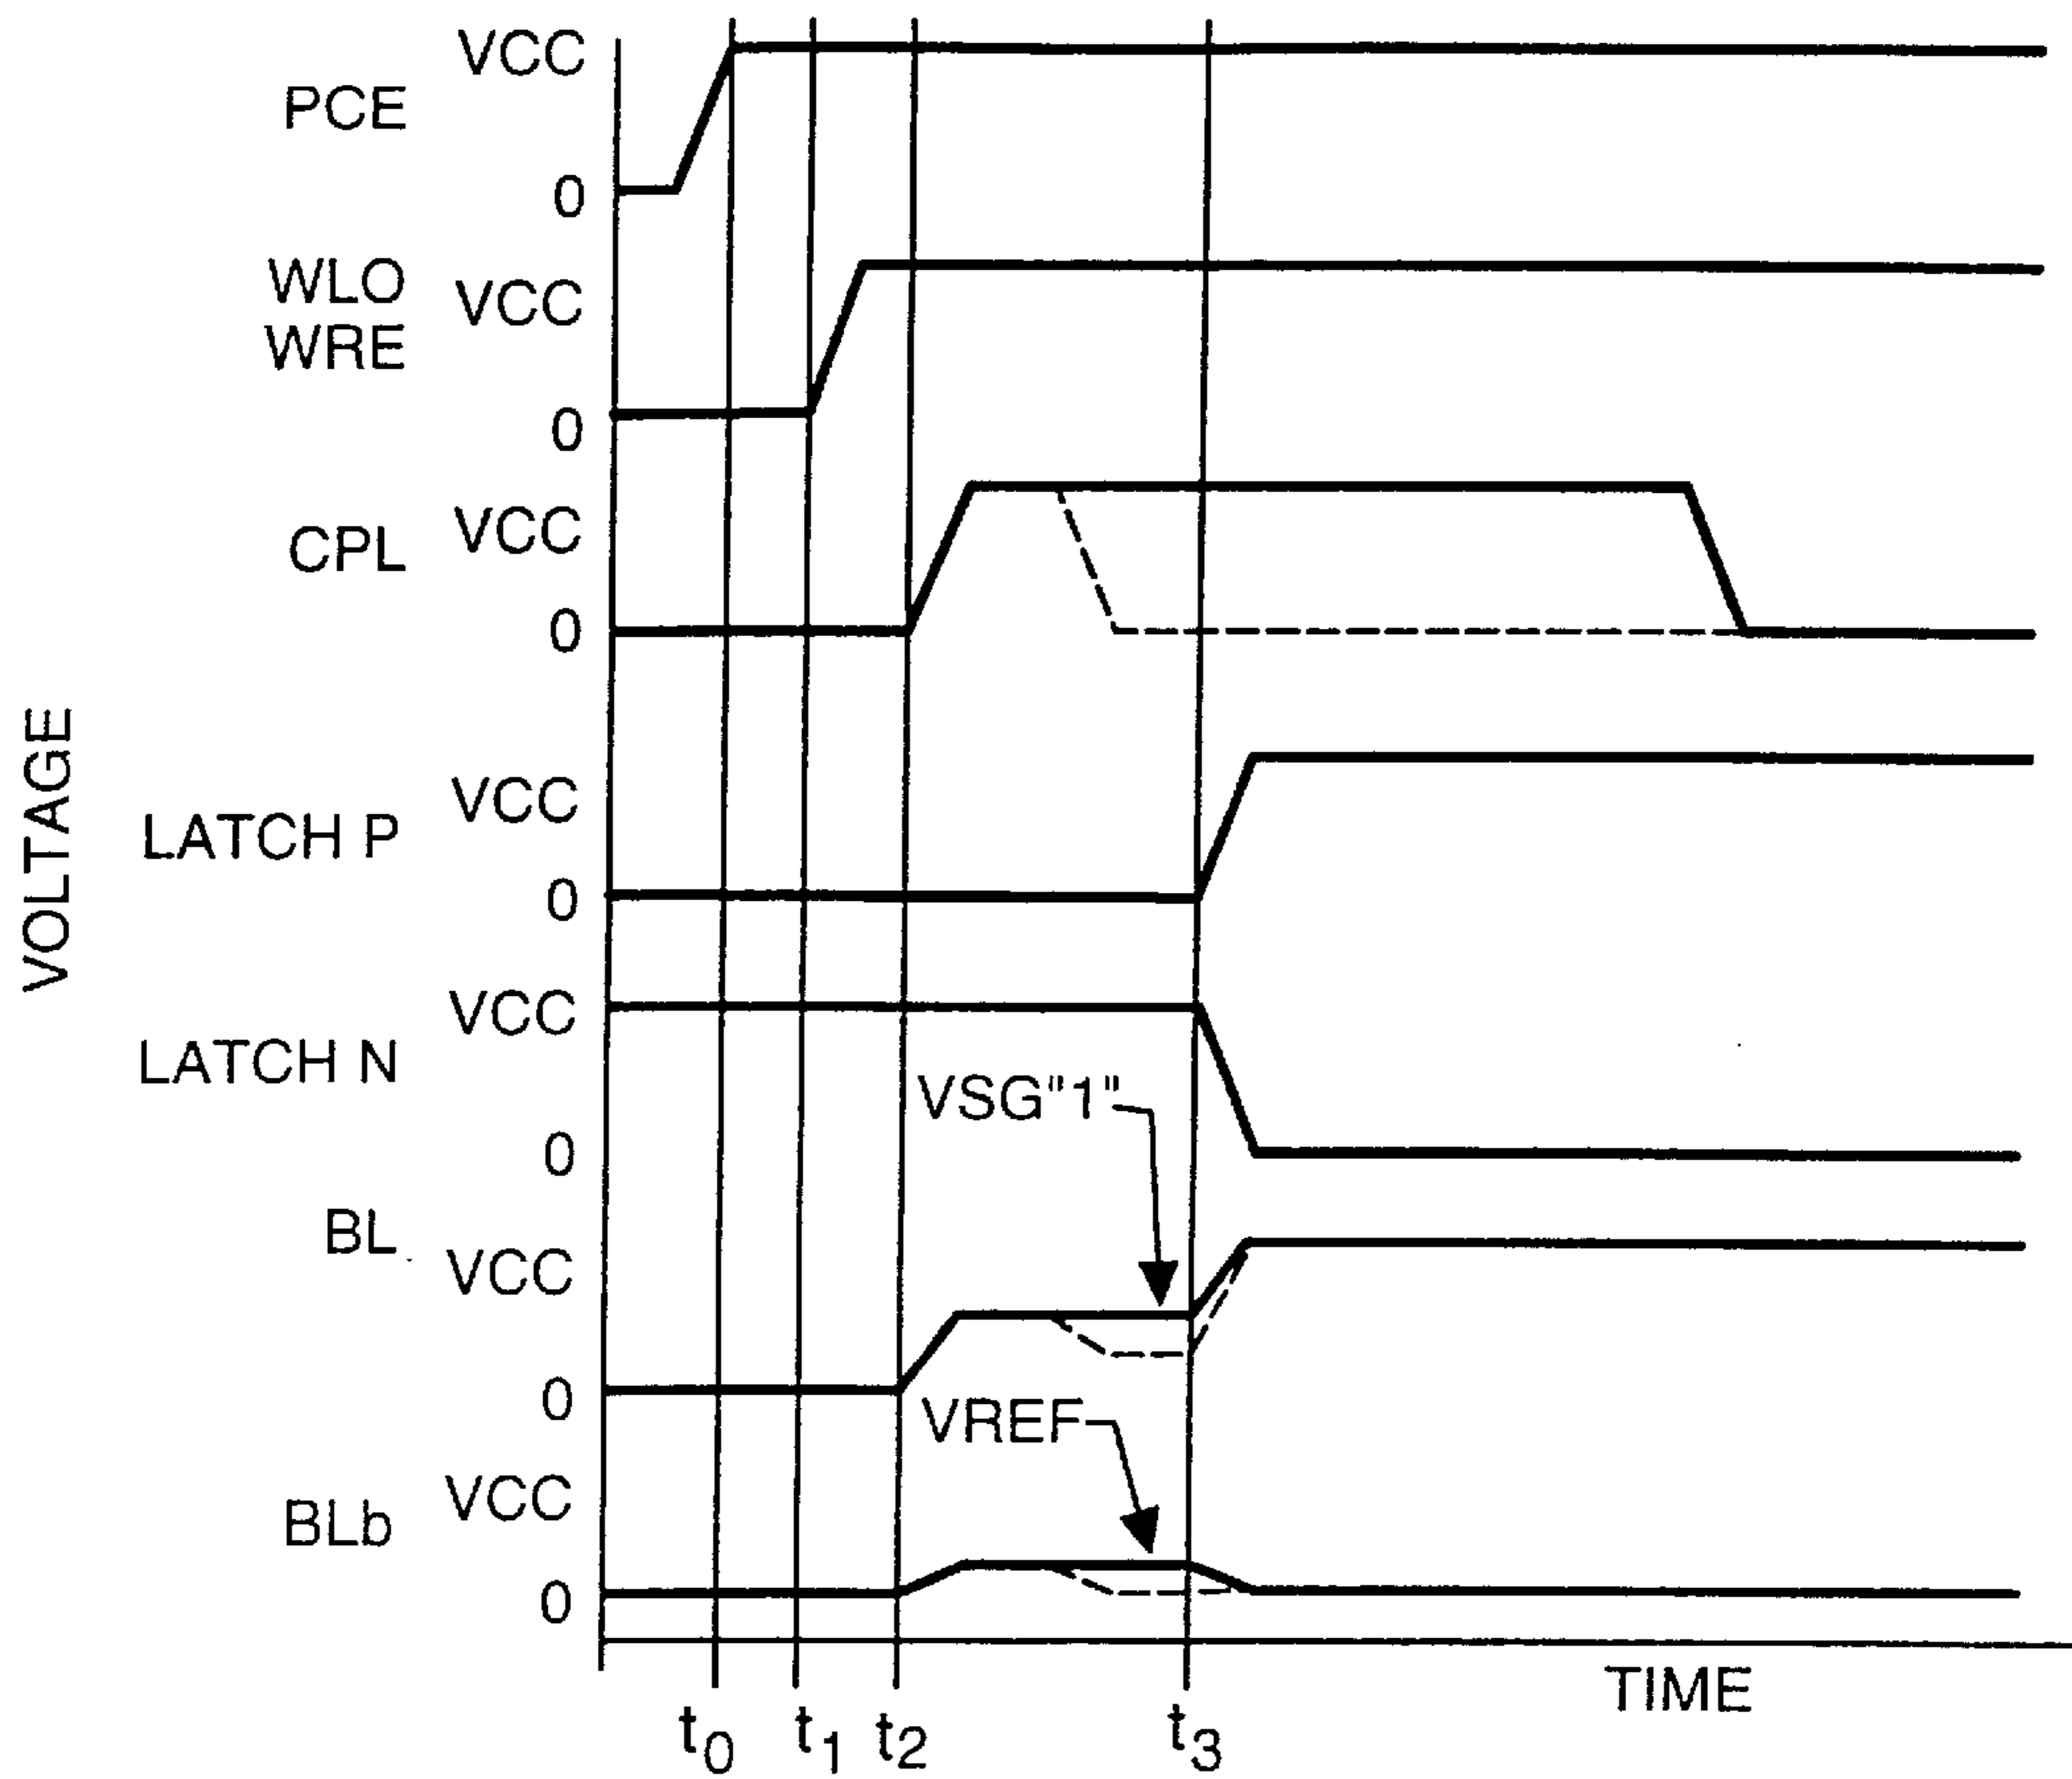 VCC
PCE
0
WLO
VCC
WRE
0
VCC
CPL
0
VOLTAGE
VCC
LATCH P
0
VCC
LATCH N
VSG"1"
0
BL
VCC
0
VREF
VCC
BLb
0
TIME
t0 t1 t2 t3